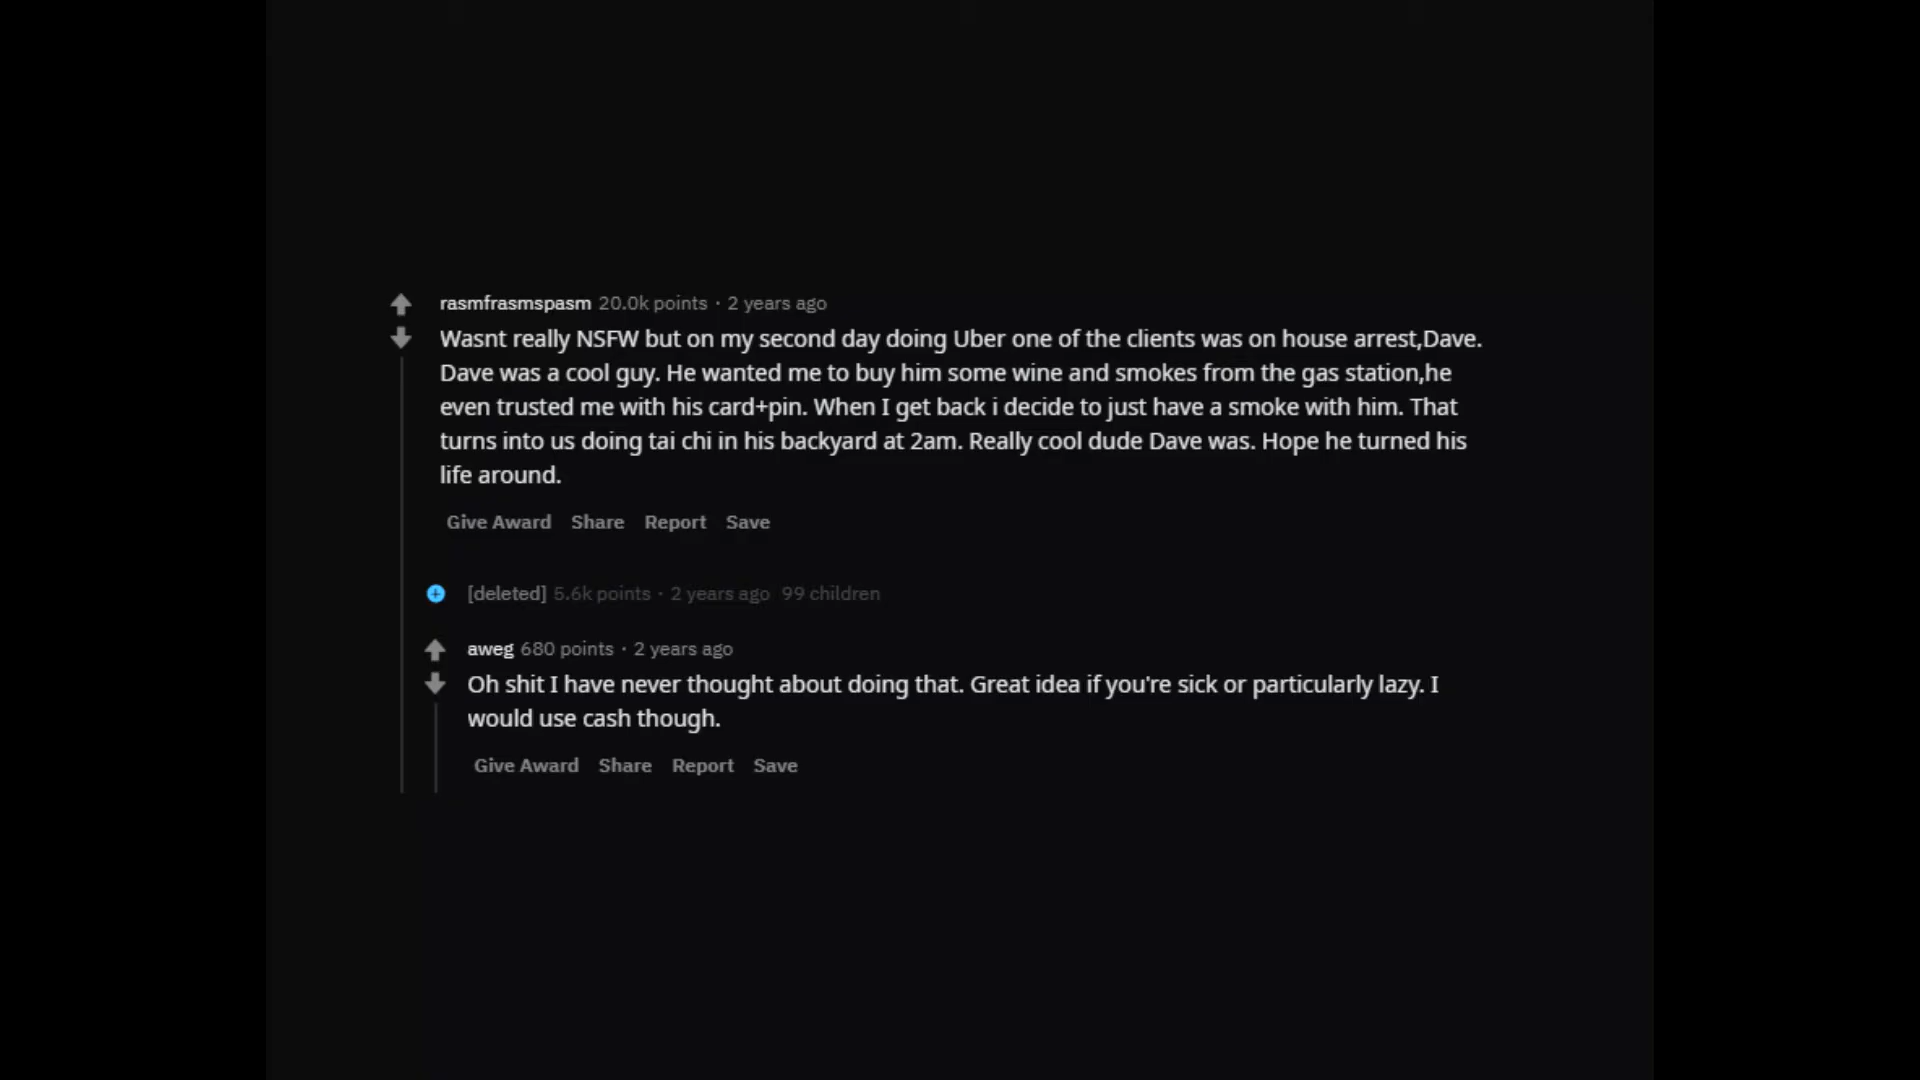 rasmfrasmspasm 20.0k points · 2 years ago
Wasnt really NSFW but on my second day doing Uber one of the clients was on house arrest,Dave.
Dave was a cool guy. He wanted me to buy him some wine and smokes from the gas station,he
even trusted me with his card+pin. When I get back i decide to just have a smoke with him. That
turns into us doing tai chi in his backyard at 2am. Really cool dude Dave was. Hope he turned his
life around.
Give Award Share Report Save
[deleted] 5.6k points · 2 years ago 99 children
aweg 680 points · 2 years ago
Oh shit I have never thought about doing that. Great idea if you're sick or particularly lazy. I
would use cash though.
Give Award Share Report Save